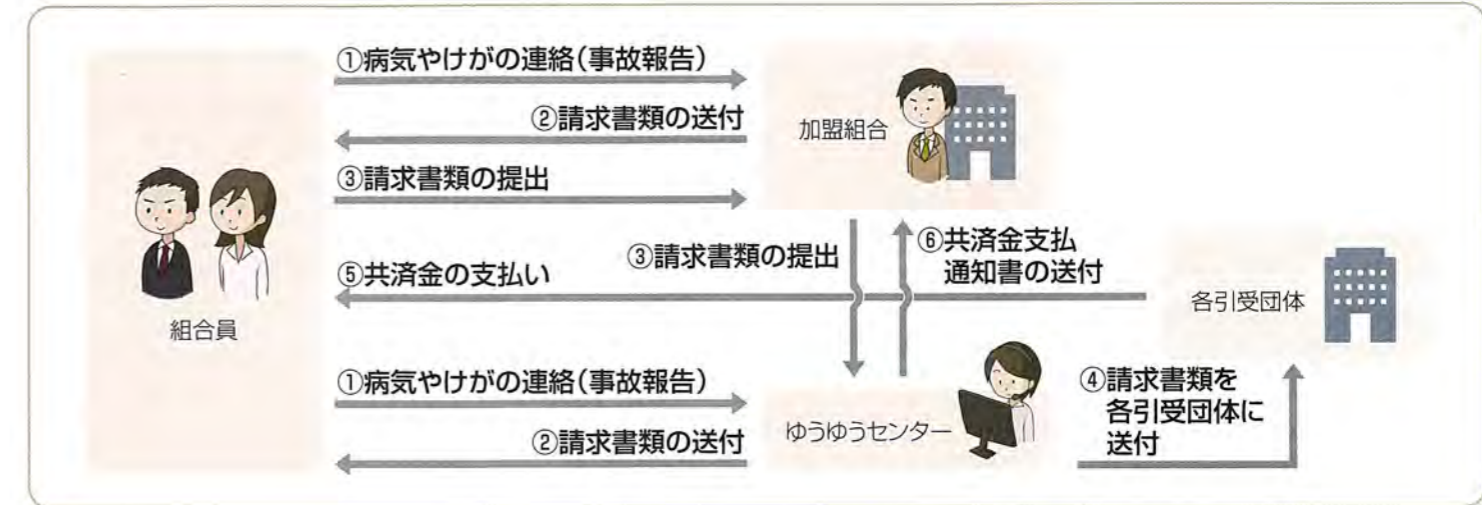 ①病気やけがの連絡(事故報告)
②請求書類の送付
加盟組合
③請求書類の提出
③請求書類の提出
⑥共済金支払
通知書の送付
⑤共済金の支払い
各引受団体
組合員
①病気やけがの連絡(事故報告)
②請求書類の送付
ゆうゆうセンター
④請求書類を
各引受団体に
送付